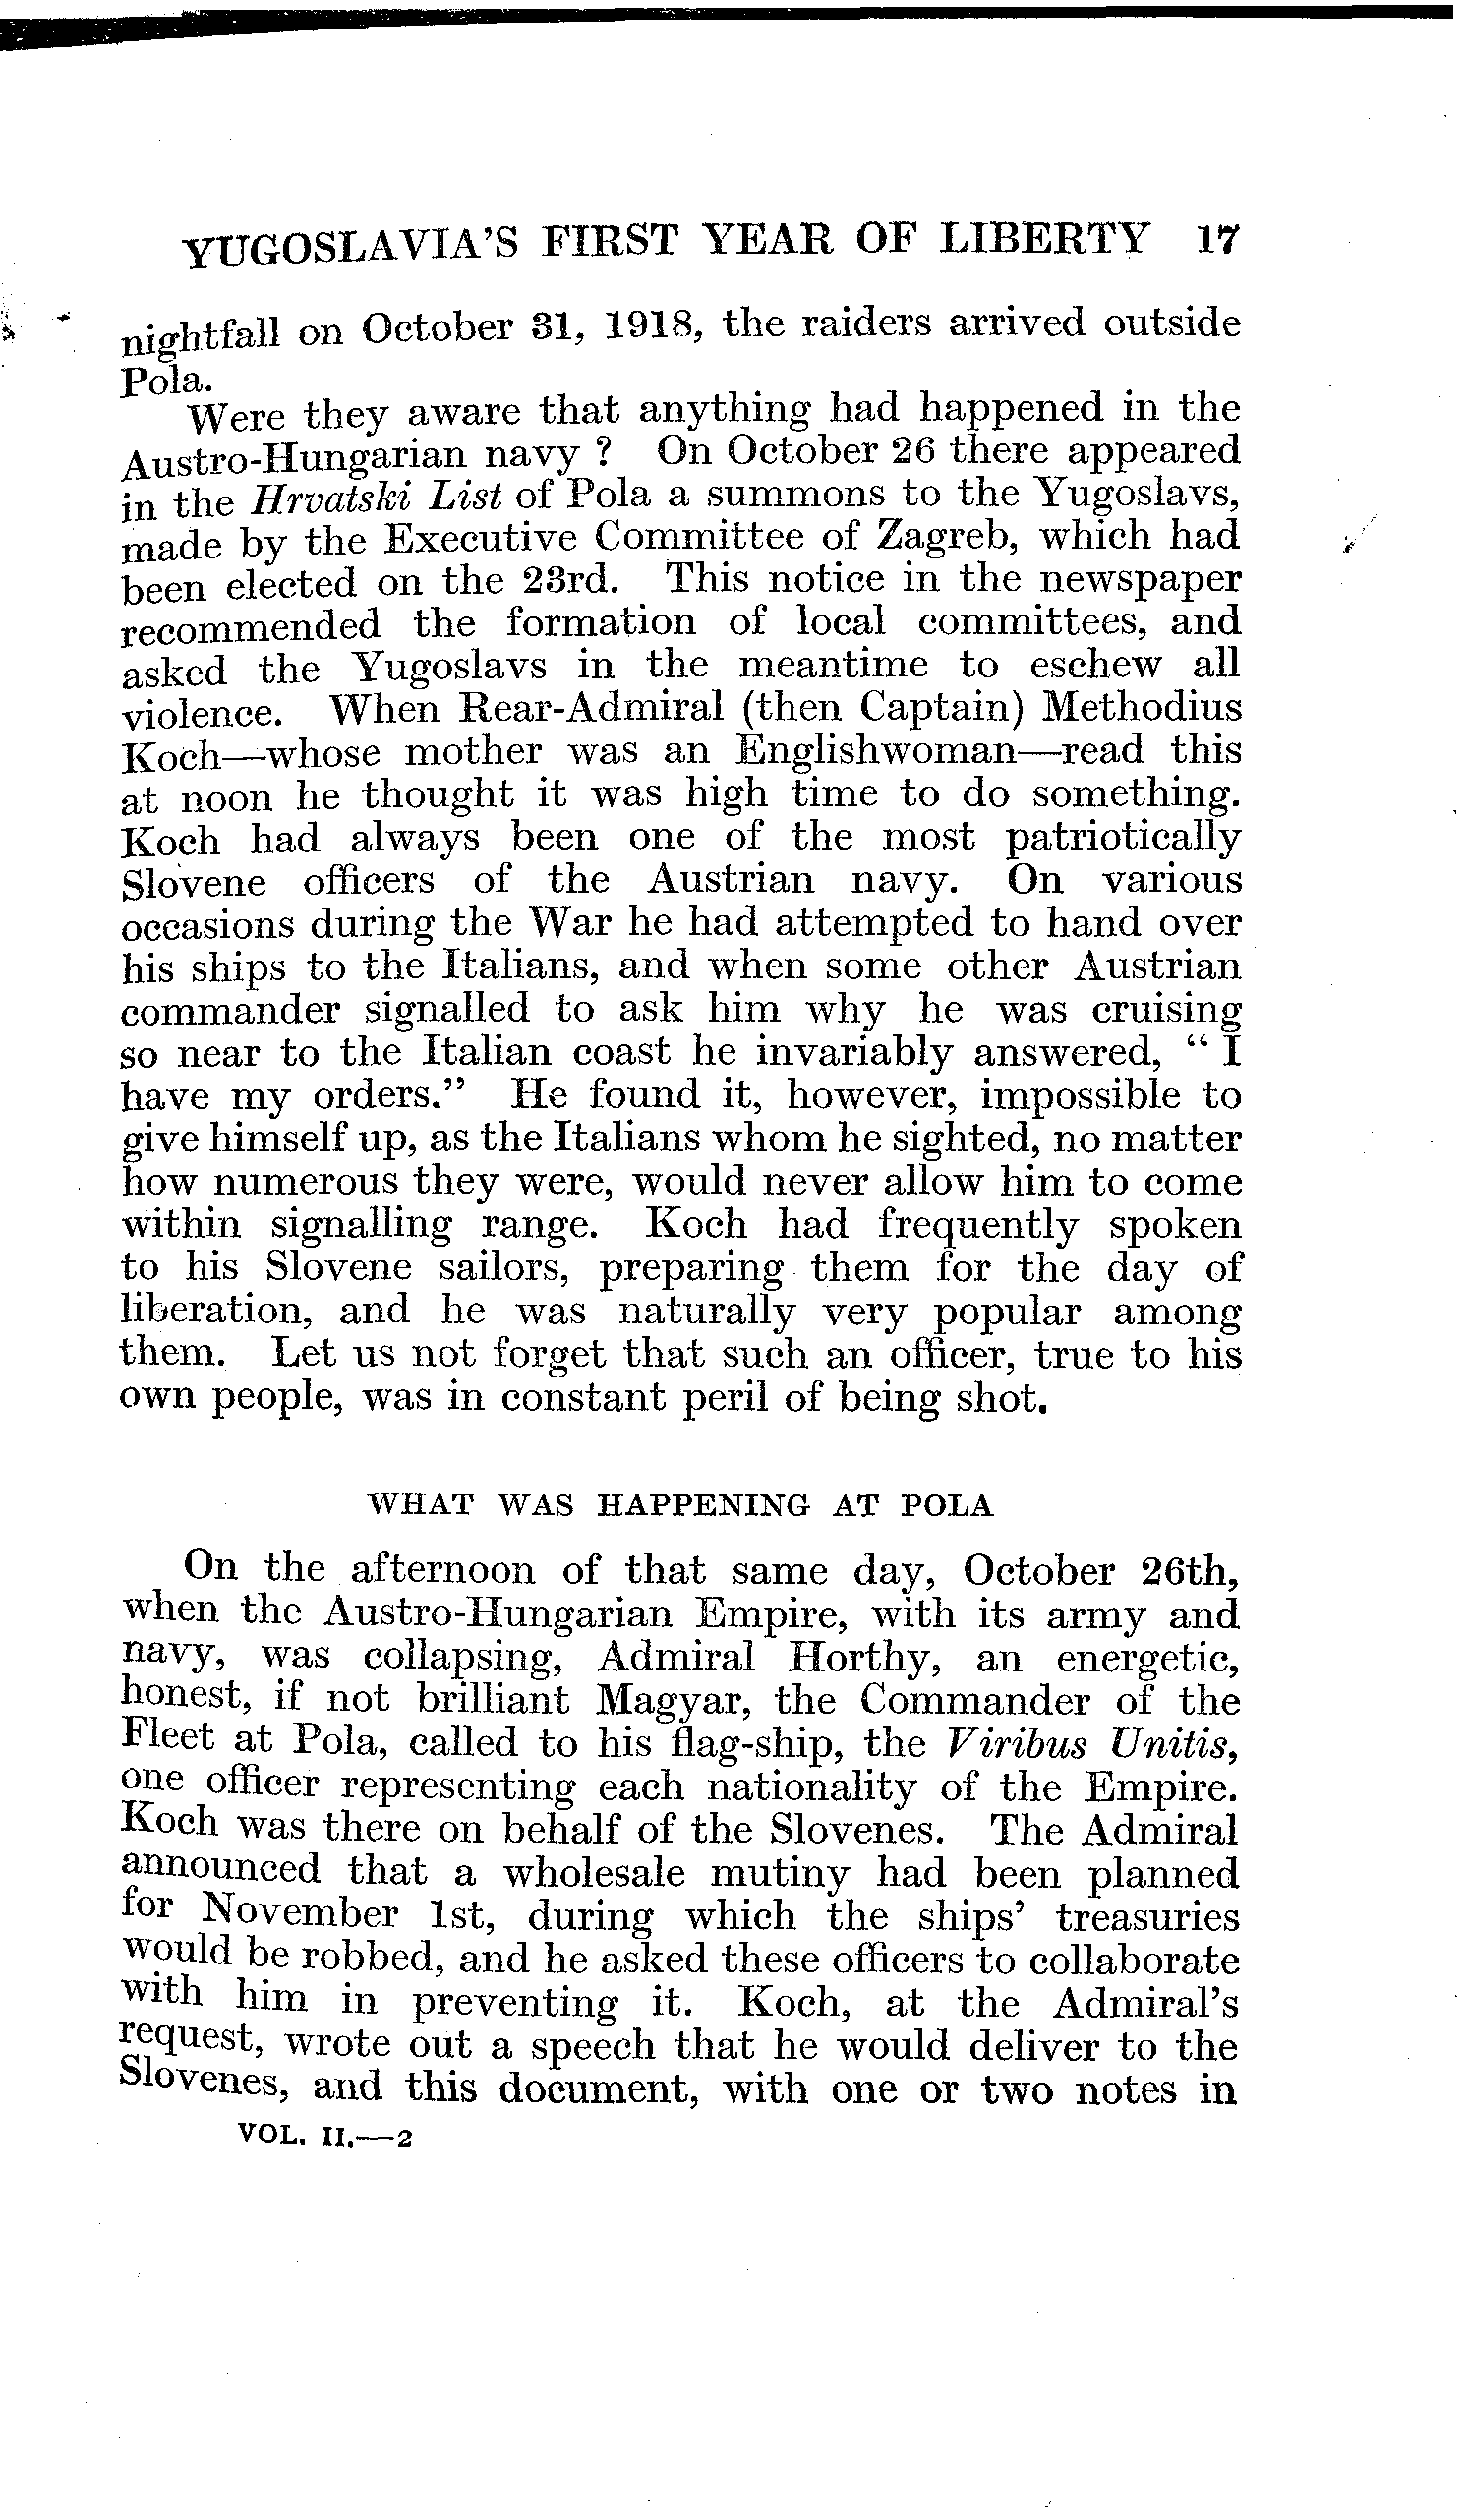 YUGOSLAVIA'S FIRST YEAR OF LIBERTY 17
nightfall on October 31, 1918, the raiders arrived outside
Pola.
Were they aware that anything had happened in the
Austro-Hungarian navy ? On October 26 there appeared
in the Hrvatski List of Pola a summons to the Yugoslavs,
made by the Executive Committee of Zagreb, which had
been elected on the 23rd. This notice in the newspaper
recommended the formation of local committees, and
asked the Yugoslavs in the meantime to eschew all
violence. When Rear-Admiral (then Captain) Methodius
Koch—whose mother was an Englishwoman—read this
at noon he thought it was high time to do something.
Koch had always been one of the most patriotically
Slovene officers of the Austrian navy. On various
occasions during the War he had attempted to hand over
his ships to the Italians, and when some other Austrian
commander signalled to ask him why he was cruising
so near to the Italian coast he invariably answered, “ I
have my orders.” He found it, however, impossible to
give himself up, as the Italians whom he sighted, no matter
how numerous they were, would never allow him to come
within signalling range. Koch had frequently spoken
to his Slovene sailors, preparing them for the day of
liberation, and he was naturally very popular among
them. Let us not forget that such an officer, true to his
own people, was in constant peril of being shot.
WHAT WAS HAPPENING AT POLA
On the afternoon of that same day, October 26th,
when the Austro-Hungarian Empire, with its army and
navy, was collapsing, Admiral Horthy, an energetic,
honest, if not brilliant Magyar, the Commander of the
Fleet at Pola, called to his flag-ship, the Viribus Unitis,
one officer representing each nationality of the Empire.
Koch was there on behalf of the Slovenes. The Admiral
announced that a wholesale mutiny had been planned
for November 1st, during which the ships' treasuries
would be robbed, and he asked these officers to collaborate
with him in preventing it. Koch, at the Admiral's
request, wrote out a speech that he would deliver to the
Slovenes, and this document, with one or two notes in
VOL. II.—2